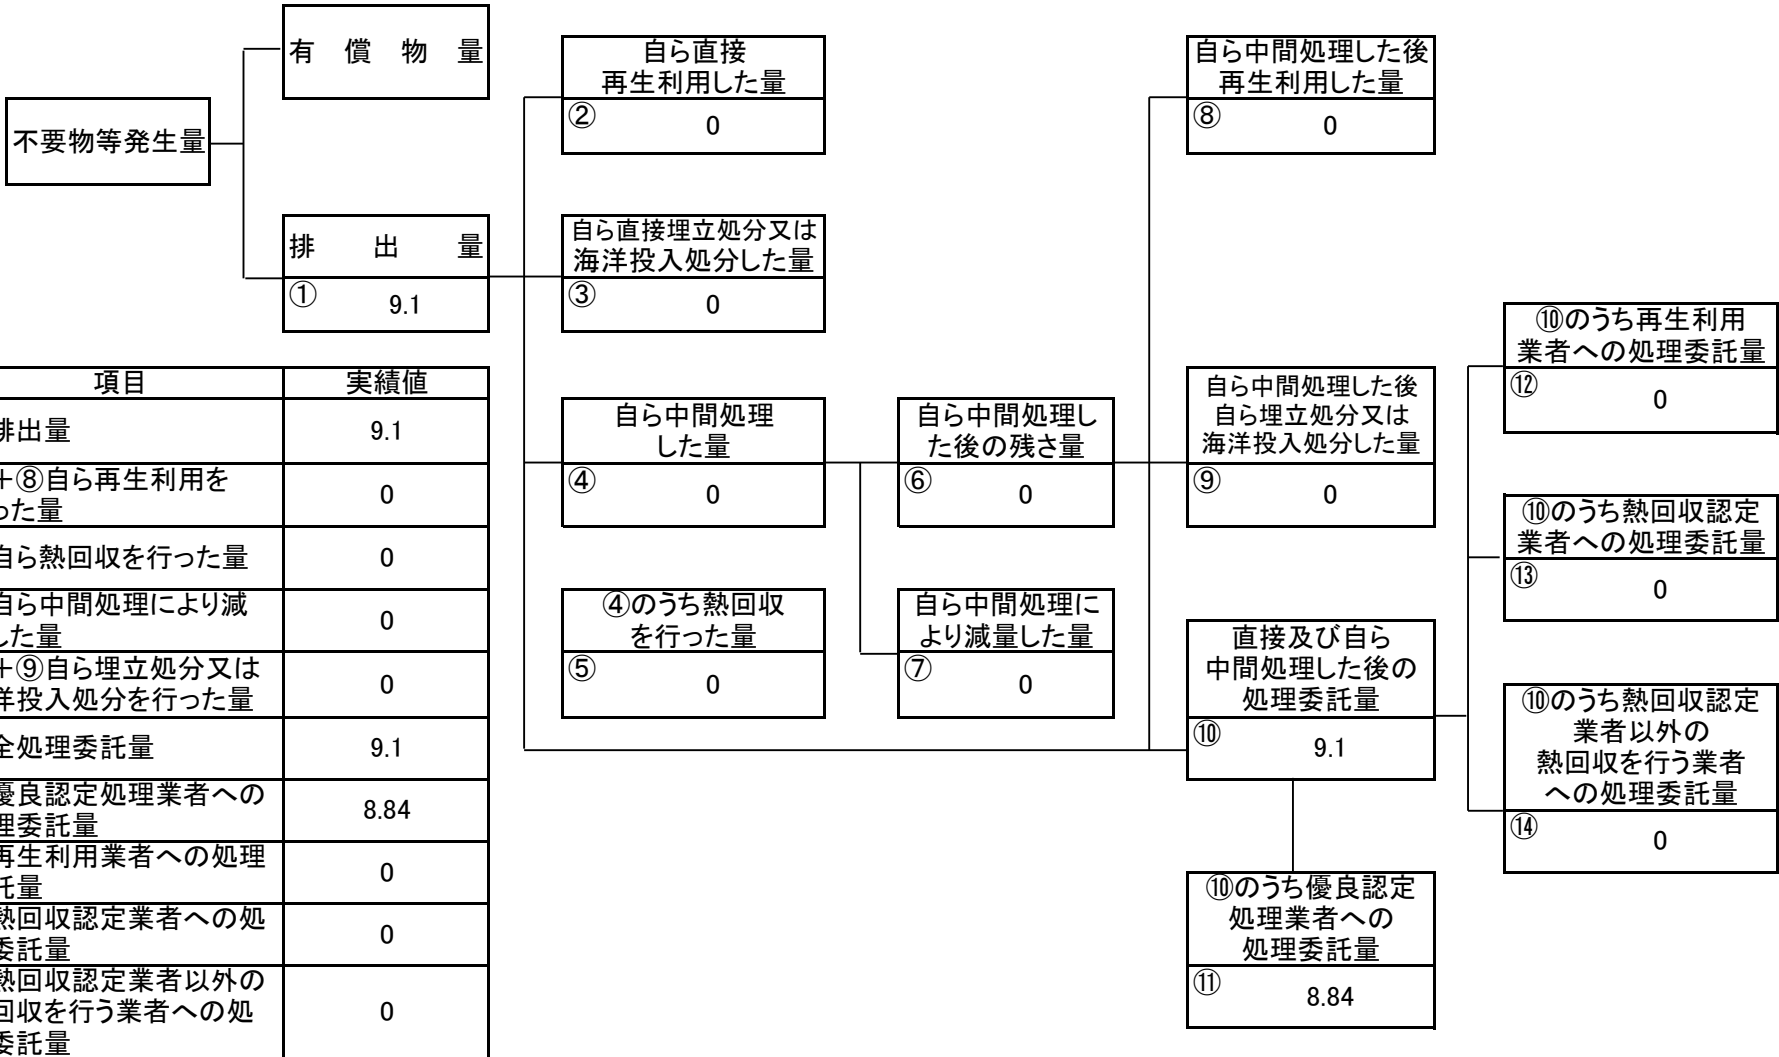 有 償 物 量
不要物等発生量
排 出 量
① 9.1
自ら直接
再生利用した量
② 0
自ら直接埋立処分又は
海洋投入処分した量
③ 0
自ら中間処理
した量
④ 0
④のうち熱回収
を行った量
⑤ 0
自ら中間処理し
た後の残さ量
⑥ 0
自ら中間処理に
より減量した量
⑦ 0
自ら中間処理した後
再生利用した量
⑧ 0
自ら中間処理した後
自ら埋立処分又は
海洋投入処分した量
⑨ 0
直接及び自ら
中間処理した後の
処理委託量
⑩ 9.1
⑩のうち優良認定
処理業者への
処理委託量
⑪ 8.84
⑩のうち再生利用
業者への処理委託量
⑫ 0
⑩のうち熱回収認定
業者への処理委託量
⑬ 0
⑩のうち熱回収認定
業者以外の
熱回収を行う業者
への処理委託量
⑭ 0
項目 実績値
排出量 9.1
+⑧自ら再生利用を
った量 0
自ら熱回収を行った量 0
自ら中間処理により減
した量 0
+⑨自ら埋立処分又は
洋投入処分を行った量 0
全処理委託量 9.1
優良認定処理業者への
理委託量 8.84
再生利用業者への処理
託量 0
熱回収認定業者への処
委託量 0
熱回収認定業者以外の
回収を行う業者への処
委託量 0